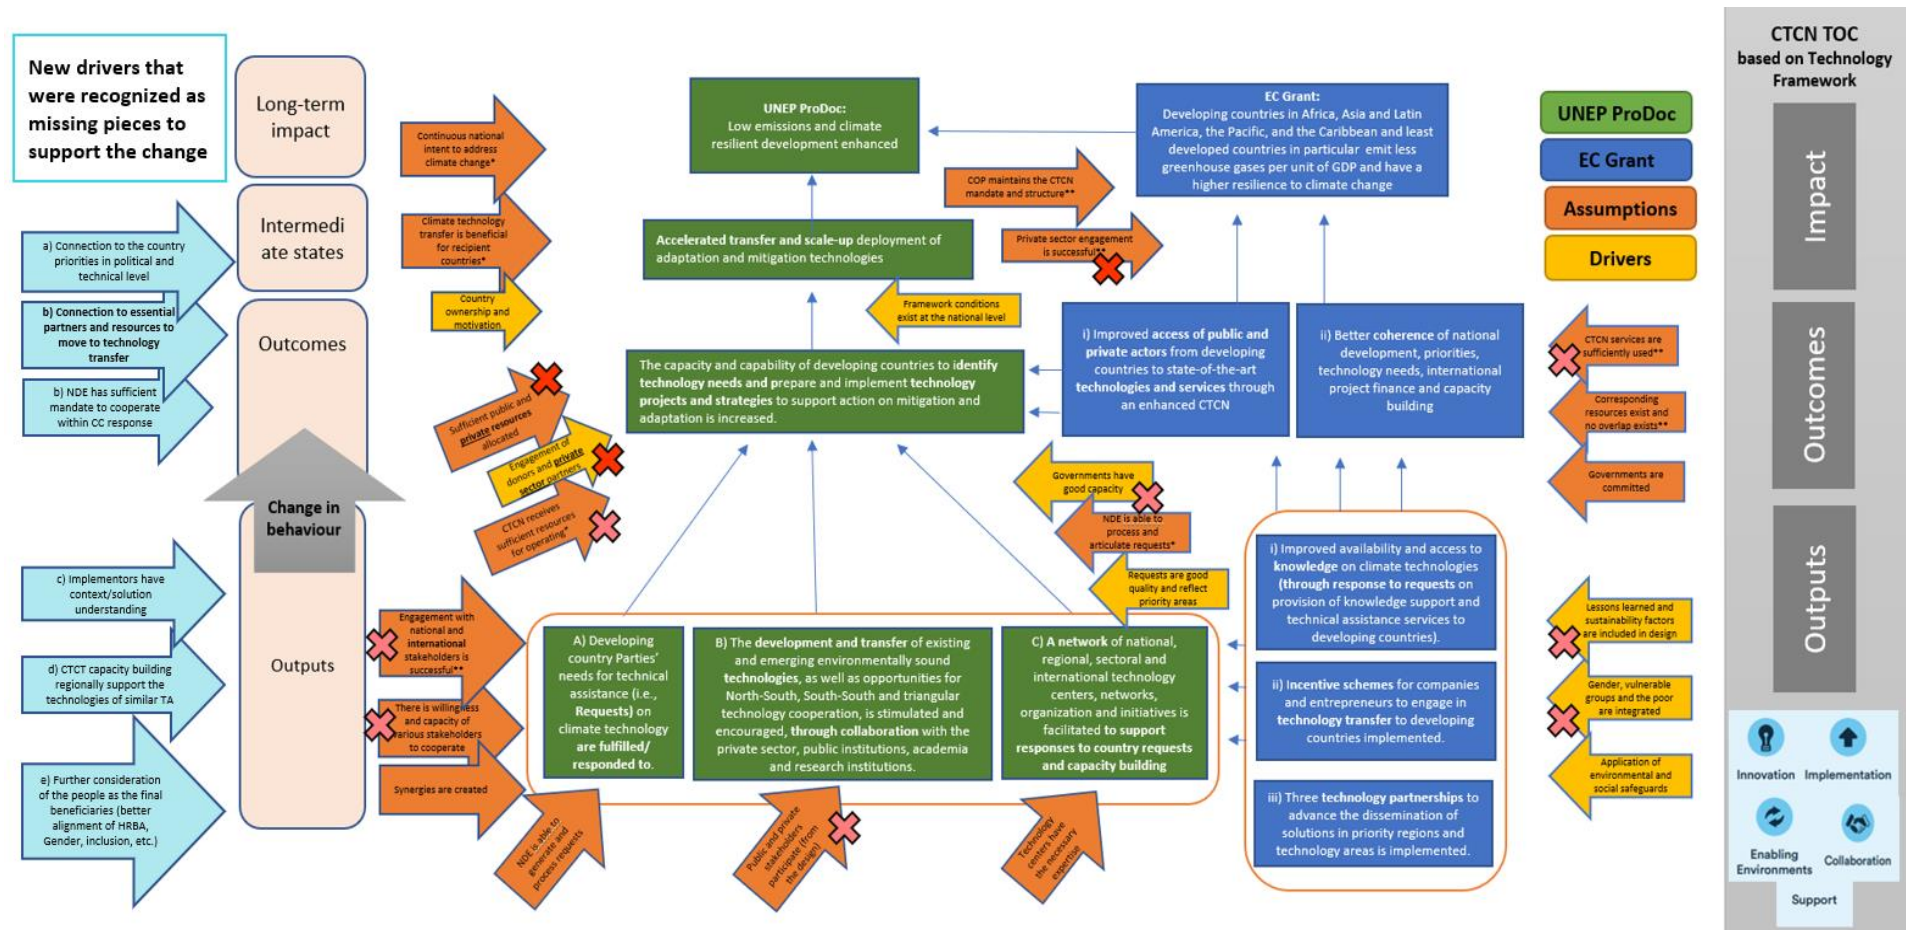 New drivers that
were recognized as
missing pieces to
support the change
a) Connection to the country
priorities in political and
technical level
b) Connection to essential
partners and resources to
move to technology
transfer
b) NDE has sufficient
mandate to cooperate
within CC response
c) Implementors have
context/solution
understanding
d) CTCT capacity building
regionally support the
technologies of similar TA
e) Further consideration
of the people as the final
beneficiaries (better
alignment of HRBA,
Gender, inclusion, etc.)
Long-term
impact
Intermedi
ate states
Outcomes
Change in
behaviour
Outputs
Continuous national
intent to address
climate change*
Climate technology
transfer is beneficial
for recipient
countries*
Country
ownership and
motivation
Sufficient public and
private resources
allocated
Engagement of
donors and private
sector partners
CTCN receives
sufficient resources
for operating*
Engagement with
national and
international
stakeholders is
successful**
There is willingness
and capacity of
various stakeholders
to cooperate
Synergies are created
UNEP ProDoc:
Low emissions and climate
resilient development enhanced
Accelerated transfer and scale-up deployment of
adaptation and mitigation technologies
Framework conditions
exist at the national level
The capacity and capability of developing countries to identify
technology needs and prepare and implement technology
projects and strategies to support action on mitigation and
adaptation is increased.
COP maintains the CTCN
mandate and structure**
Private sector engagement
is successful**
EC Grant:
Developing countries in Africa, Asia and Latin
America, the Pacific, and the Caribbean and least
developed countries in particular emit less
greenhouse gases per unit of GDP and have a
higher resilience to climate change
i) Improved access of public and
private actors from developing
countries to state-of-the-art
technologies and services through
an enhanced CTCN
ii) Better coherence of national
development, priorities,
technology needs, international
project finance and capacity
building
Governments have
good capacity
NDE is able to
process and
articulate requests*
Requests are good
quality and reflect
priority areas
A) Developing
country Parties'
needs for technical
assistance (i.e.,
Requests) on
climate technology
are fulfilled/
responded to.
B) The development and transfer of existing
and emerging environmentally sound
technologies, as well as opportunities for
North-South, South-South and triangular
technology cooperation, is stimulated and
encouraged, through collaboration with the
private sector, public institutions, academia
and research institutions.
C) A network of national,
regional, sectoral and
international technology
centers, networks,
organization and initiatives is
facilitated to support
responses to country requests
and capacity building
NDE is able to
generate and
process requests
Public and private
stakeholders
participate (from
the design)
Technology
centers have
the necessary
expertise
i) Improved availability and access to
knowledge on climate technologies
(through response to requests on
provision of knowledge support and
technical assistance services to
developing countries).
ii) Incentive schemes for companies
and entrepreneurs to engage in
technology transfer to developing
countries implemented.
iii) Three technology partnerships to
advance the dissemination of
solutions in priority regions and
technology areas is implemented.
UNEP ProDoc
EC Grant
Assumptions
Drivers
CTCN services are
sufficiently used**
Corresponding
resources exist and
no overlap exists**
Governments are
committed
Lessons learned and
sustainability factors
are included in design
Gender, vulnerable
groups and the poor
are integrated
Application of
environmental and
social safeguards
CTCN TOC
based on Technology
Framework
Impact
Outcomes
Outputs
Innovation
Implementation
Enabling
Environments
Collaboration
Support